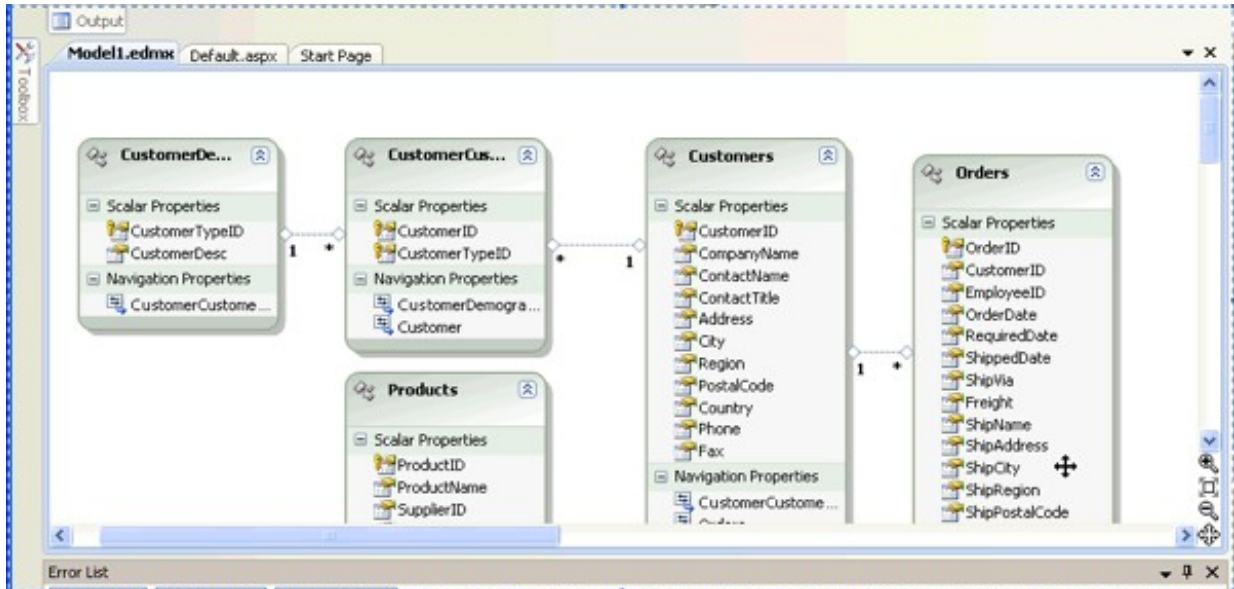 Output
Toolbox
Model1.edmx Default.aspx Start Page
CustomerDe...
Scalar Properties
CustomerTypeID
CustomerDesc
Navigation Properties
CustomerCustome...
1 *
CustomerCus...
Scalar Properties
CustomerID
CustomerTypeID
Navigation Properties
CustomerDemogra...
Customer
* 1
Products
Scalar Properties
ProductID
ProductName
SupplierID
Customers
Scalar Properties
CustomerID
CompanyName
ContactName
ContactTitle
Address
City
Region
PostalCode
Country
Phone
Fax
Navigation Properties
CustomerCustome...
1 *
Orders
Scalar Properties
OrderID
CustomerID
EmployeeID
OrderDate
RequiredDate
ShippedDate
ShipVia
Freight
ShipName
ShipAddress
ShipCity
ShipRegion
ShipPostalCode
Error List